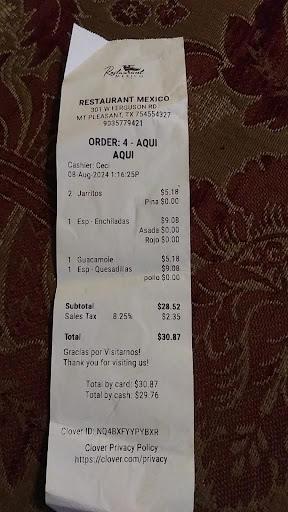 Restaurant
MEXICO
RESTAURANT MEXICO
301 W FERGUSON RD
MT PLEASANT, TX 754554327
9035779421
ORDER: 4 - AQUI
AQUI
Cashier: Ceci
08-Aug-2024 1:16:25P
2 Jarritos $5.18
Pina $0.00
1 Esp - Enchiladas $9.08
Asada $0.00
Rojo $0.00
1 Guacamole $5.18
1 Esp - Quesadillas $9.08
pollo $0.00
Subtotal $28.52
Sales Tax 8.25% $2.35
Total $30.87
Gracias por Visitarnos!
Thank you for visiting us!
Total by card: $30.87
Total by cash: $29.76
Clover ID: NQ4BXFYYPYBXR
Clover Privacy Policy
https://clover.com/privacy